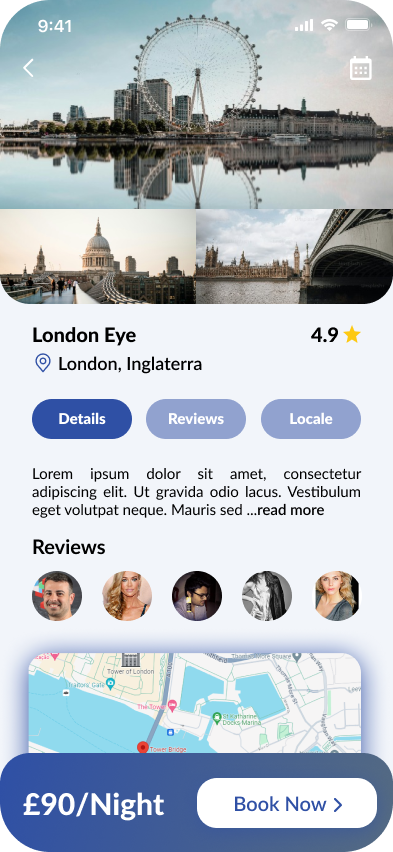 9:41
London Eye
4.9
London, Inglaterra
Details
Reviews
Locale
Lorem ipsum dolor sit amet, consectetur
adipiscing elit. Ut gravida odio lacus. Vestibulum
eget volutpat neque. Mauris sed ...read more
Reviews
Tower of London
Traitors' Gate
The Tower
St Katharine
Docks Marina
Tower Bridge
£90/Night
Book Now